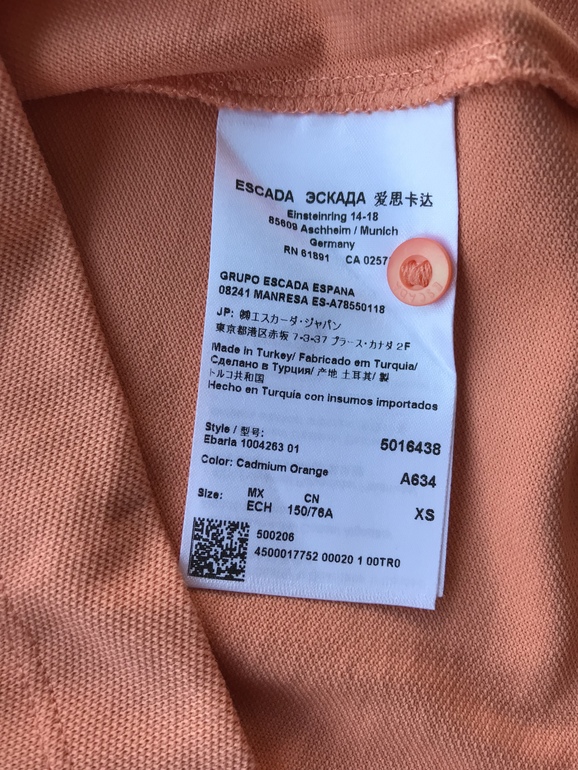 ESCADA ЭСКАДА 爱思卡达
Einsteinring 14-18
85609 Aschheim / Munich
Germany
RN 61891 CA 0257
GRUPO ESCADA ESPANA
08241 MANRESA ES-A78550118
JP: ㈱エスカーダ・ジャパン
東京都港区赤坂 7-3-37 プラース・カナダ 2F
Made in Turkey/ Fabricado em Turquia/
Сделано в Турции/ 产地 土耳其/ 製
トルコ共和国
Hecho en Turquia con insumos importados
Style / 型号: 5016438
Ebaria 1004263 01
Color: Cadmium Orange A634
Size: MX CN XS
ECH 150/76A
500206
4500017752 00020 1 00TR0
ESCADA